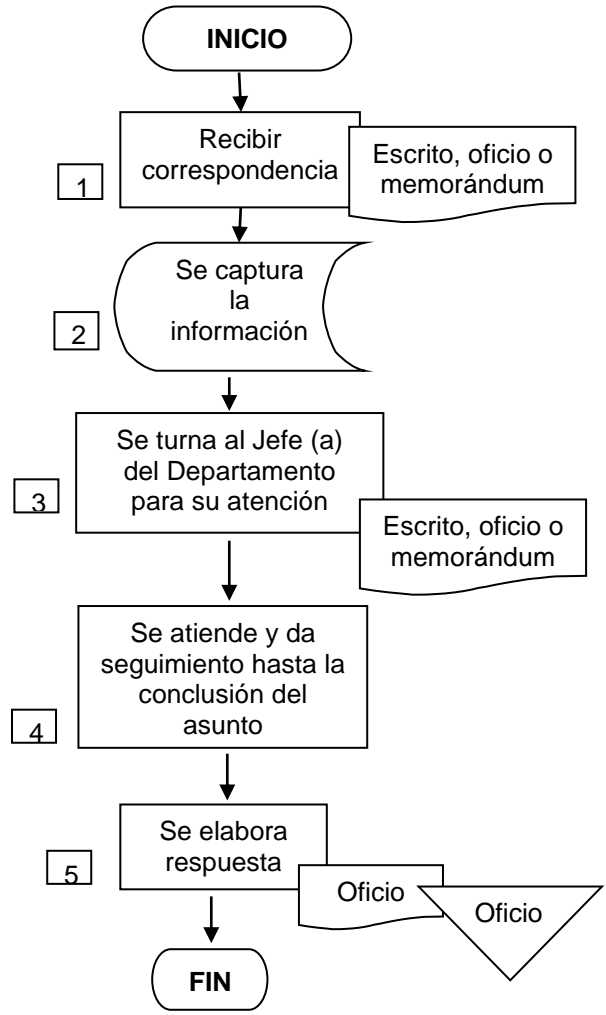 INICIO
Recibir
correspondencia
Escrito, oficio o
memorándum
1
Se captura
la
información
2
Se turna al Jefe (a)
del Departamento
para su atención
3
Escrito, oficio o
memorándum
Se atiende y da
seguimiento hasta la
conclusión del
asunto
4
Se elabora
respuesta
5
Oficio
Oficio
FIN